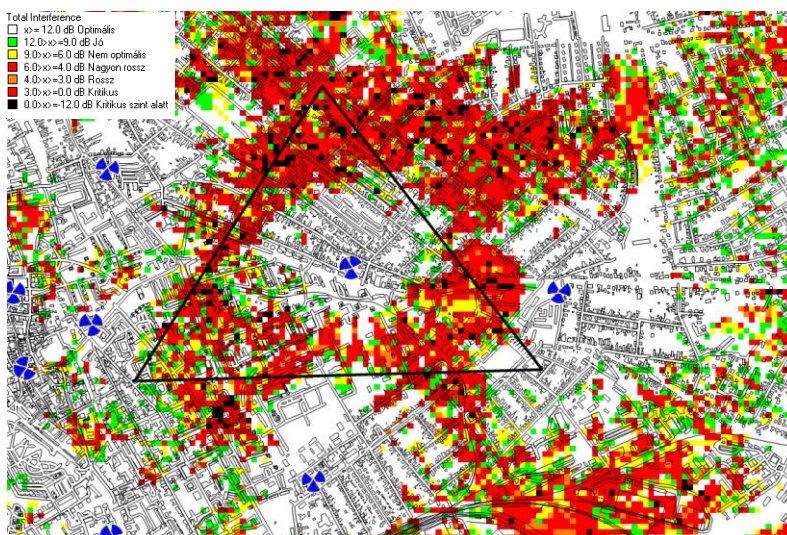 Total Interference
x>= 12.0 dB Optimális
12.0>x>=9.0 dB Jó
9.0>x>=6.0 dB Nem optimális
6.0>x>=4.0 dB Nagyon rossz
4.0>x>=3.0 dB Rossz
3.0>x>=0.0 dB Kritikus
0.0>x>=-12.0 dB Kritikus szint alatt